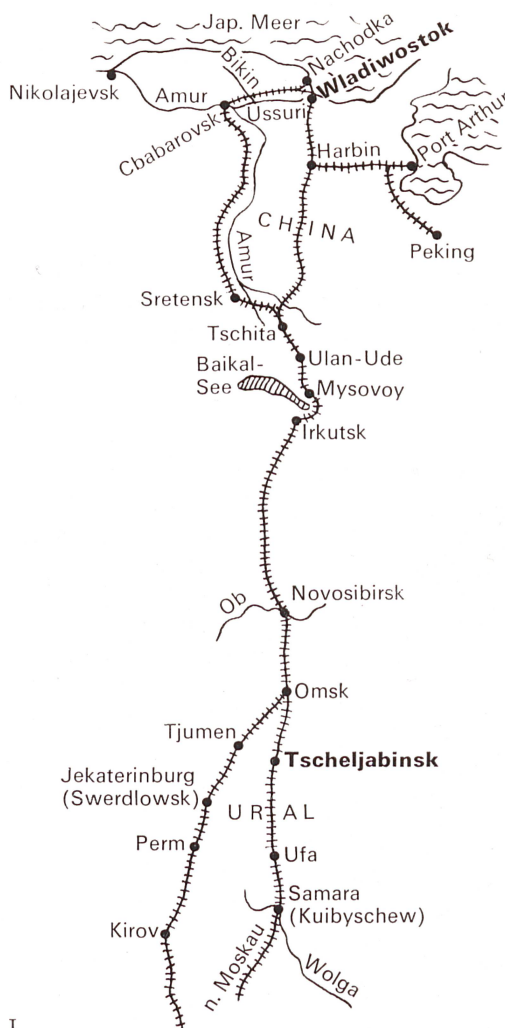 Jap. Meer
Bikin
Nachodka
Wladiwostok
Nikolajevsk
Amur
Ussuri
Cbabarovsk
Harbin
Port Arthur
CHINA
Peking
Amur
Sretensk
Tschita
Ulan-Ude
Baikal-
See
Mysovoy
Irkutsk
Ob
Novosibirsk
Omsk
Tjumen
Tscheljabinsk
Jekaterinburg
(Swerdlowsk)
URAL
Perm
Ufa
Samara
(Kuibyschew)
Kirov
n. Moskau
Wolga
I